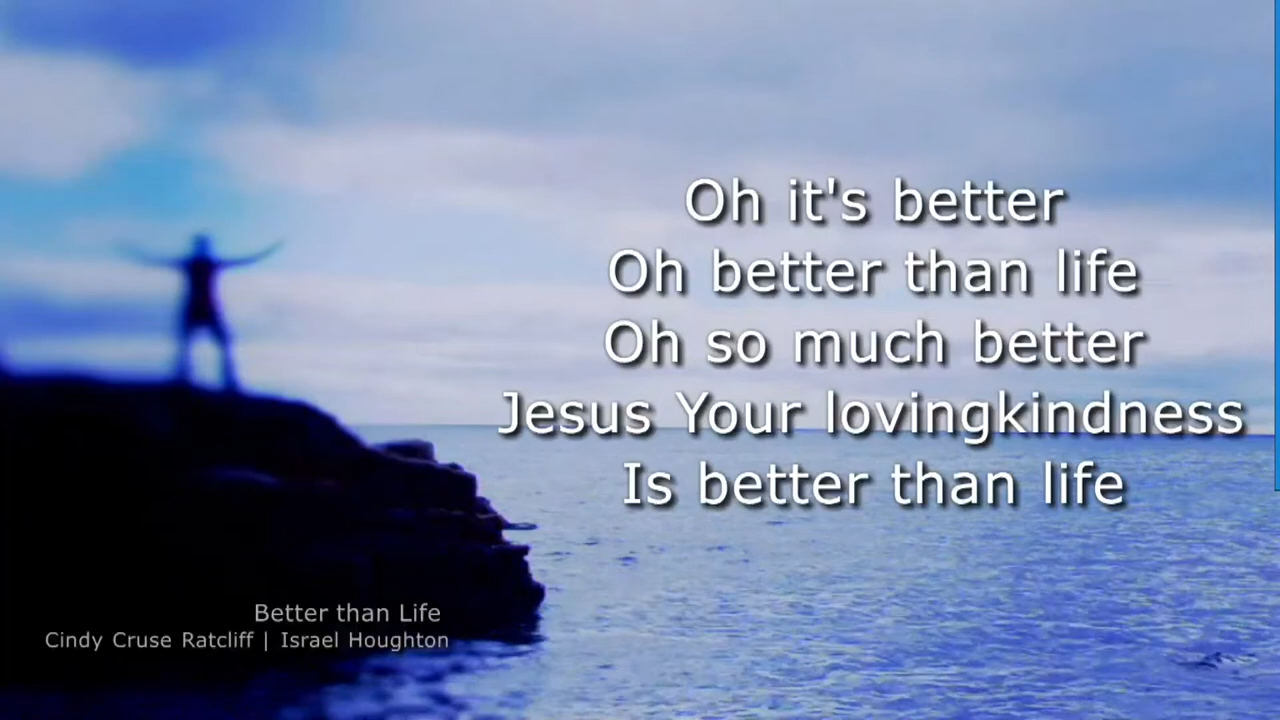 Oh it's better
Oh better than life
Oh so much better
Jesus Your lovingkindness
Is better than life
Better than Life
Cindy Cruse Ratcliff | Israel Houghton